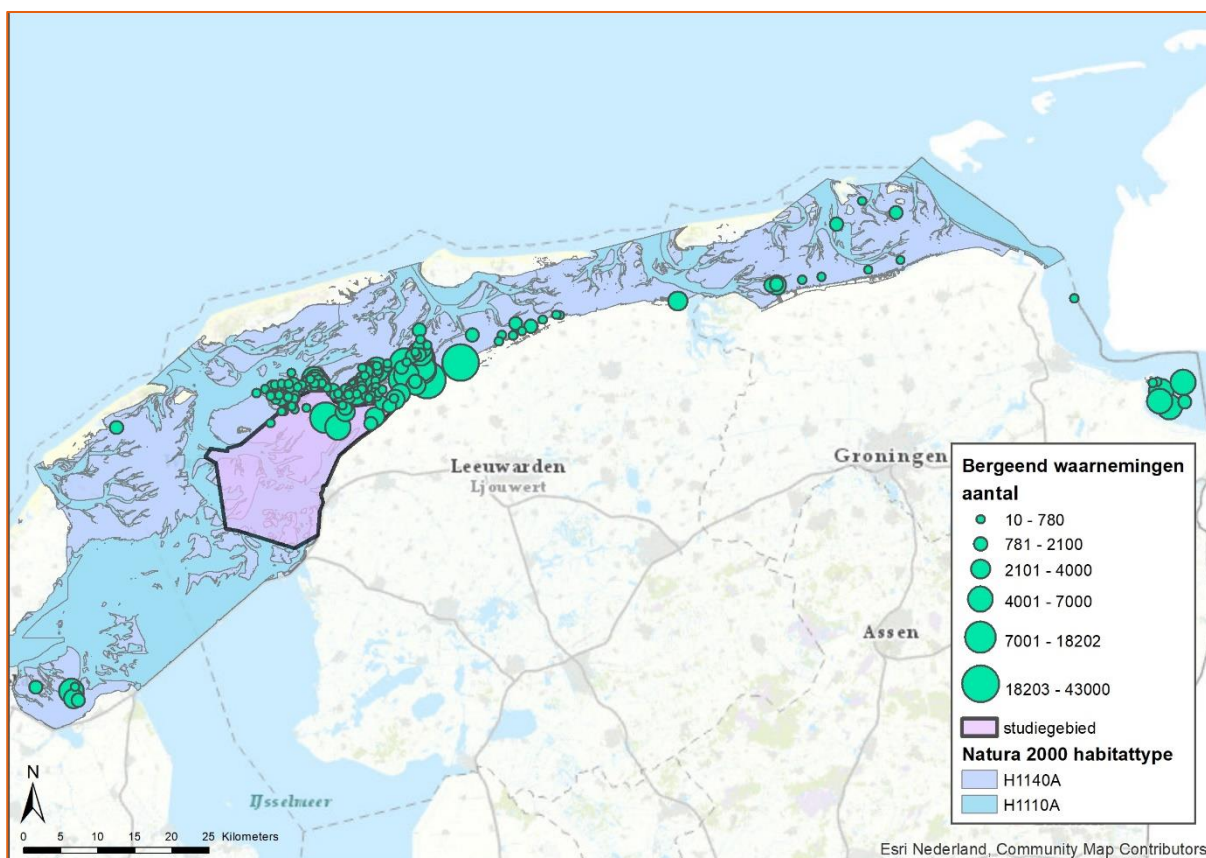 Leeuwarden
Ljouwert
Groningen
Assen
IJsselmeer
N
0 5 10 15 20 25 Kilometers
Bergeend waarnemingen
aantal
10 - 780
781 - 2100
2101 - 4000
4001 - 7000
7001 - 18202
18203 - 43000
studiegebied
Natura 2000 habitattype
H1140A
H1110A
Esri Nederland, Community Map Contributors